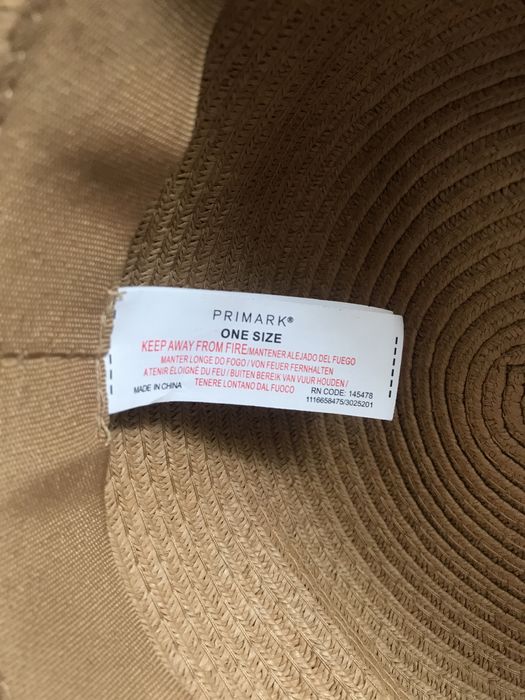 PRIMARK®
ONE SIZE
KEEP AWAY FROM FIRE/MANTENER ALEJADO DEL FUEGO
MANTER LONGE DO FOGO / VON FEUER FERNHALTEN
A TENIR ÉLOIGNÉ DU FEU / BUITEN BEREIK VAN VUUR HOUDEN /
TENERE LONTANO DAL FUOCO
MADE IN CHINA
RN CODE: 145478
1116658475/3025201